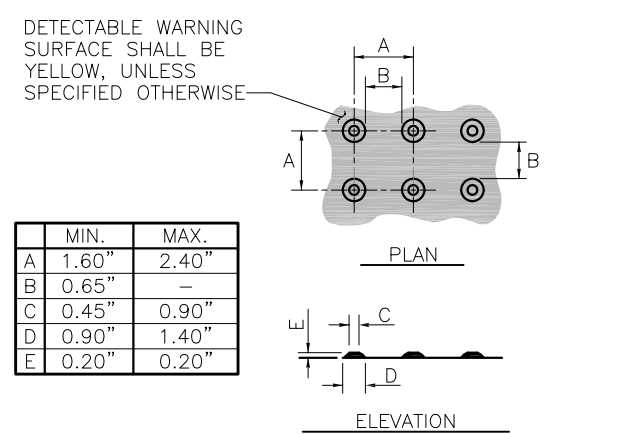 DETECTABLE WARNING
SURFACE SHALL BE
YELLOW, UNLESS
SPECIFIED OTHERWISE
A
B
A
B
PLAN
MIN. MAX.
A 1.60" 2.40"
B 0.65" –
C 0.45" 0.90"
D 0.90" 1.40"
E 0.20" 0.20"
E
C
D
ELEVATION